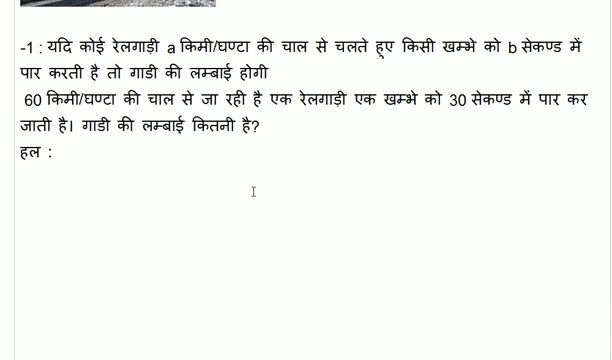 -1 : यदि कोई रेलगाड़ी a किमी/घण्टा की चाल से चलते हूए किसी खम्भे को b सेकण्ड में
पार करती है तो गाडी की लम्बाई होगी
60 किमी/घण्टा की चाल से जा रही है एक रेलगाड़ी एक खम्भे को 30 सेकण्ड में पार कर
जाती है। गाडी की लम्बाई कितनी है?
हल :